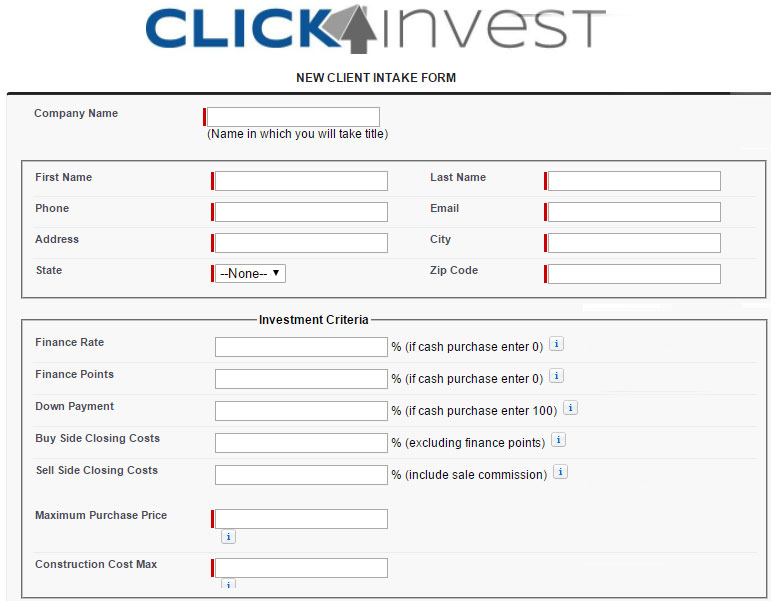 CLICK INVEST
NEW CLIENT INTAKE FORM
Company Name
(Name in which you will take title)
First Name Last Name
Phone Email
Address City
State --None-- Zip Code
Investment Criteria
Finance Rate % (if cash purchase enter 0) i
Finance Points % (if cash purchase enter 0) i
Down Payment % (if cash purchase enter 100) i
Buy Side Closing Costs % (excluding finance points) i
Sell Side Closing Costs % (include sale commission) i
Maximum Purchase Price
i
Construction Cost Max
i